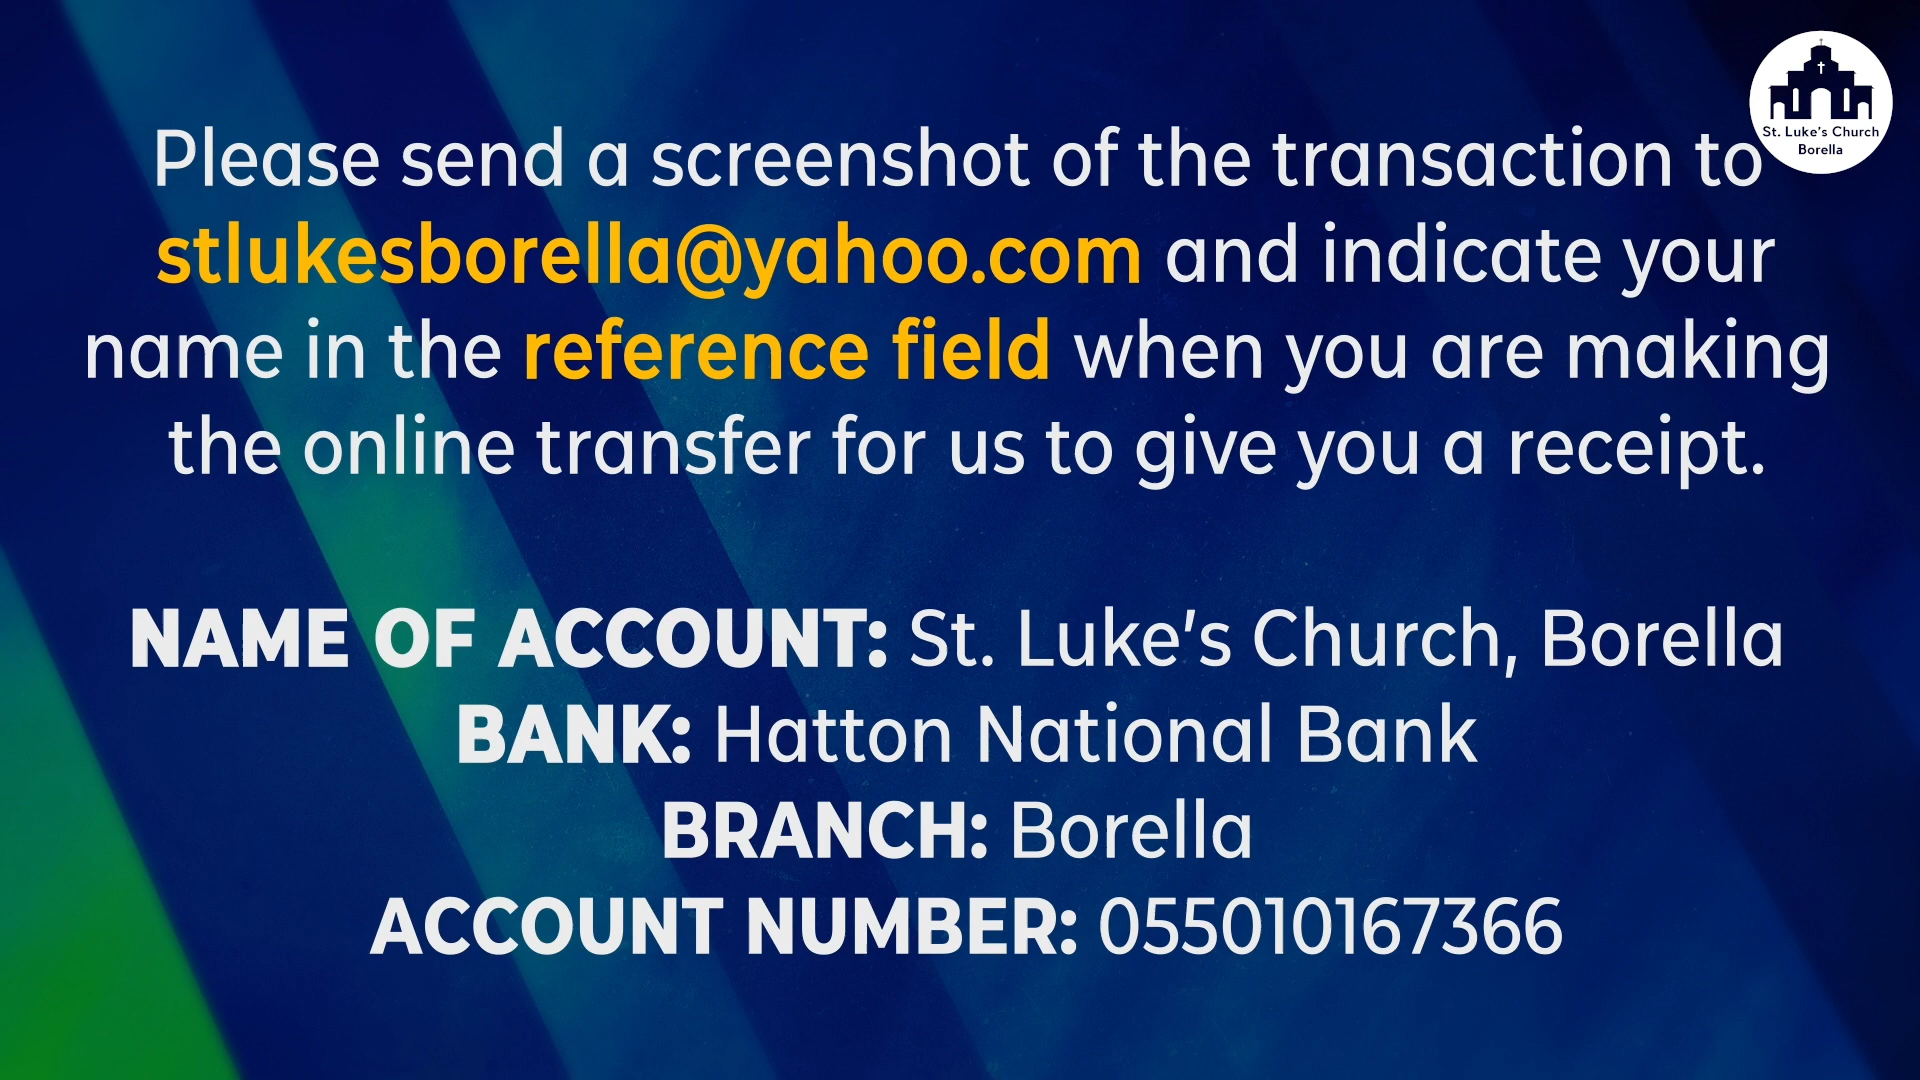 St. Luke's Church
Borella
Please send a screenshot of the transaction to
stlukesborella@yahoo.com and indicate your
name in the reference field when you are making
the online transfer for us to give you a receipt.
NAME OF ACCOUNT: St. Luke's Church, Borella
BANK: Hatton National Bank
BRANCH: Borella
ACCOUNT NUMBER: 055010167366